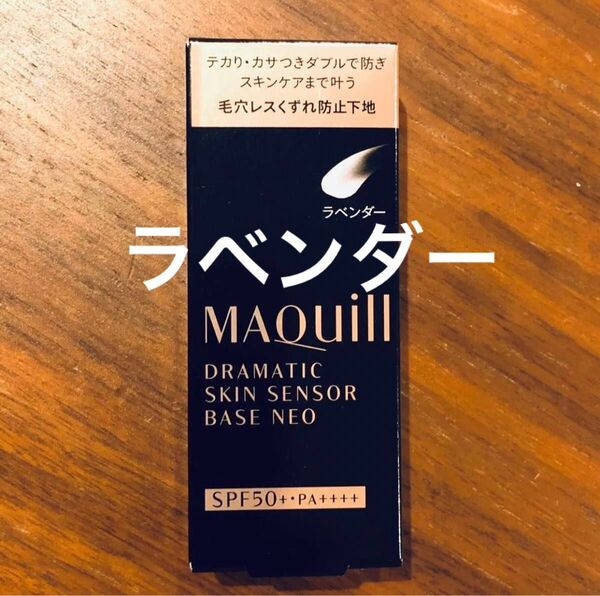 テカリ・カサつきダブルで防ぎ
スキンケアまで叶う
毛穴レスくずれ防止下地
ラベンダー
ラベンダー
MAQuill
DRAMATIC
SKIN SENSOR
BASE NEO
SPF50+・PA++++